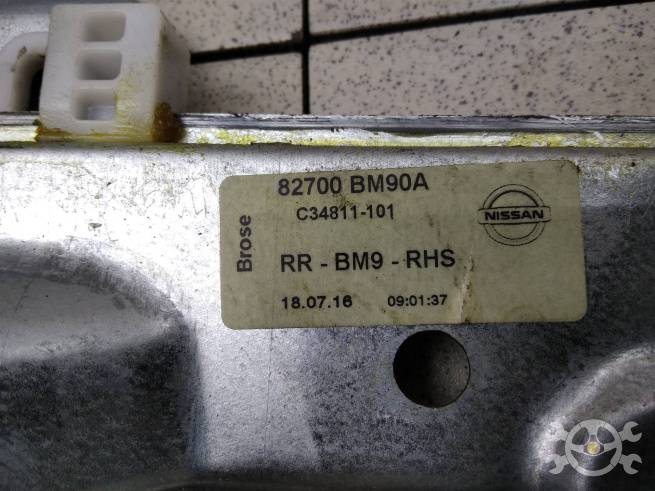 82700 BM90A
C34811-101
NISSAN
Brose
RR - BM9 - RHS
18.07.16 09:01:37